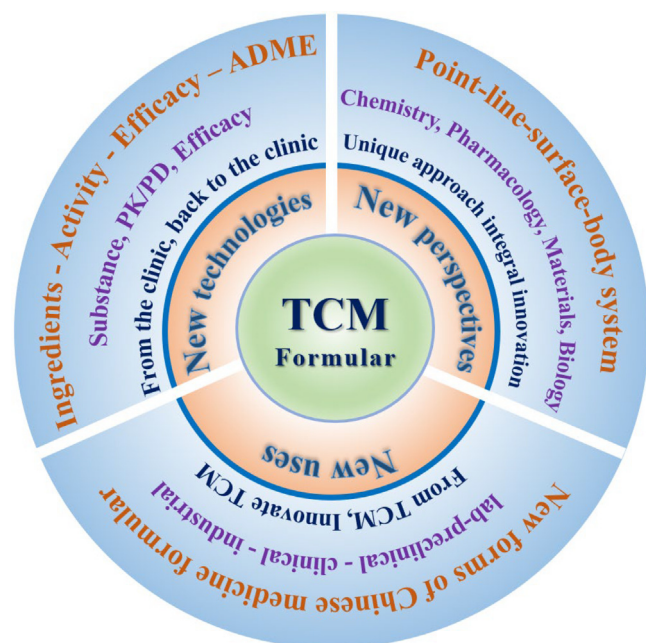 TCM
Formular
New technologies
From the clinic, back to the clinic
Substance, PK/PD, Efficacy
Ingredients - Activity - Efficacy – ADME
New perspectives
Unique approach integral innovation
Chemistry, Pharmacology, Materials, Biology
Point-line-surface-body system
New uses
From TCM, Innovate TCM
lab-preclinical - clinical - industrial
New forms of Chinese medicine formular